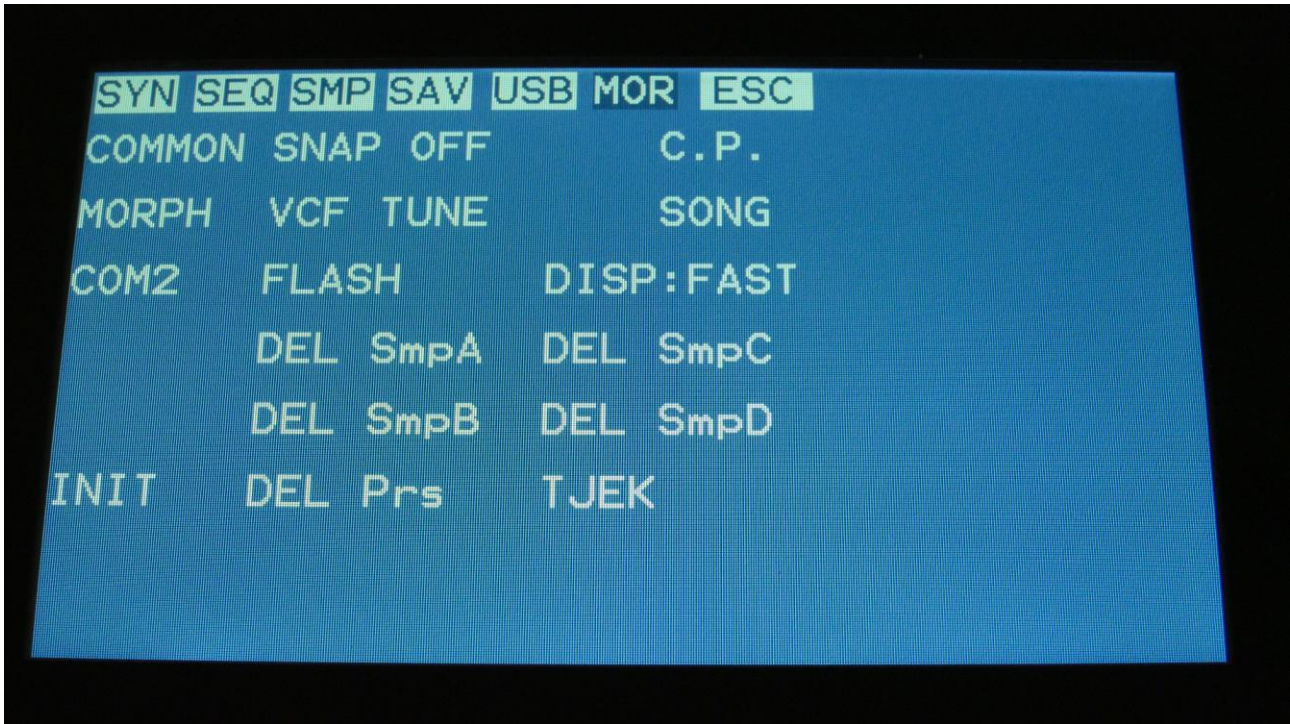 SYN SEQ SMP SAV USB MOR ESC
COMMON SNAP OFF C.P.
MORPH VCF TUNE SONG
COM2 FLASH DISP:FAST
DEL SmpA DEL SmpC
DEL SmpB DEL SmpD
INIT DEL Prs TJEK